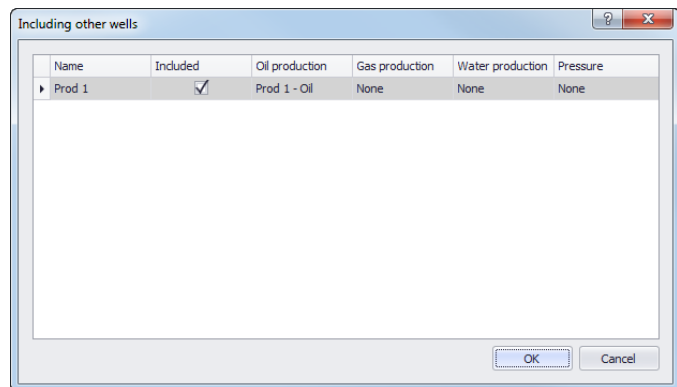 Including other wells
?
Name Included Oil production Gas production Water production Pressure
Prod 1 Prod 1 - Oil None None None
OK Cancel